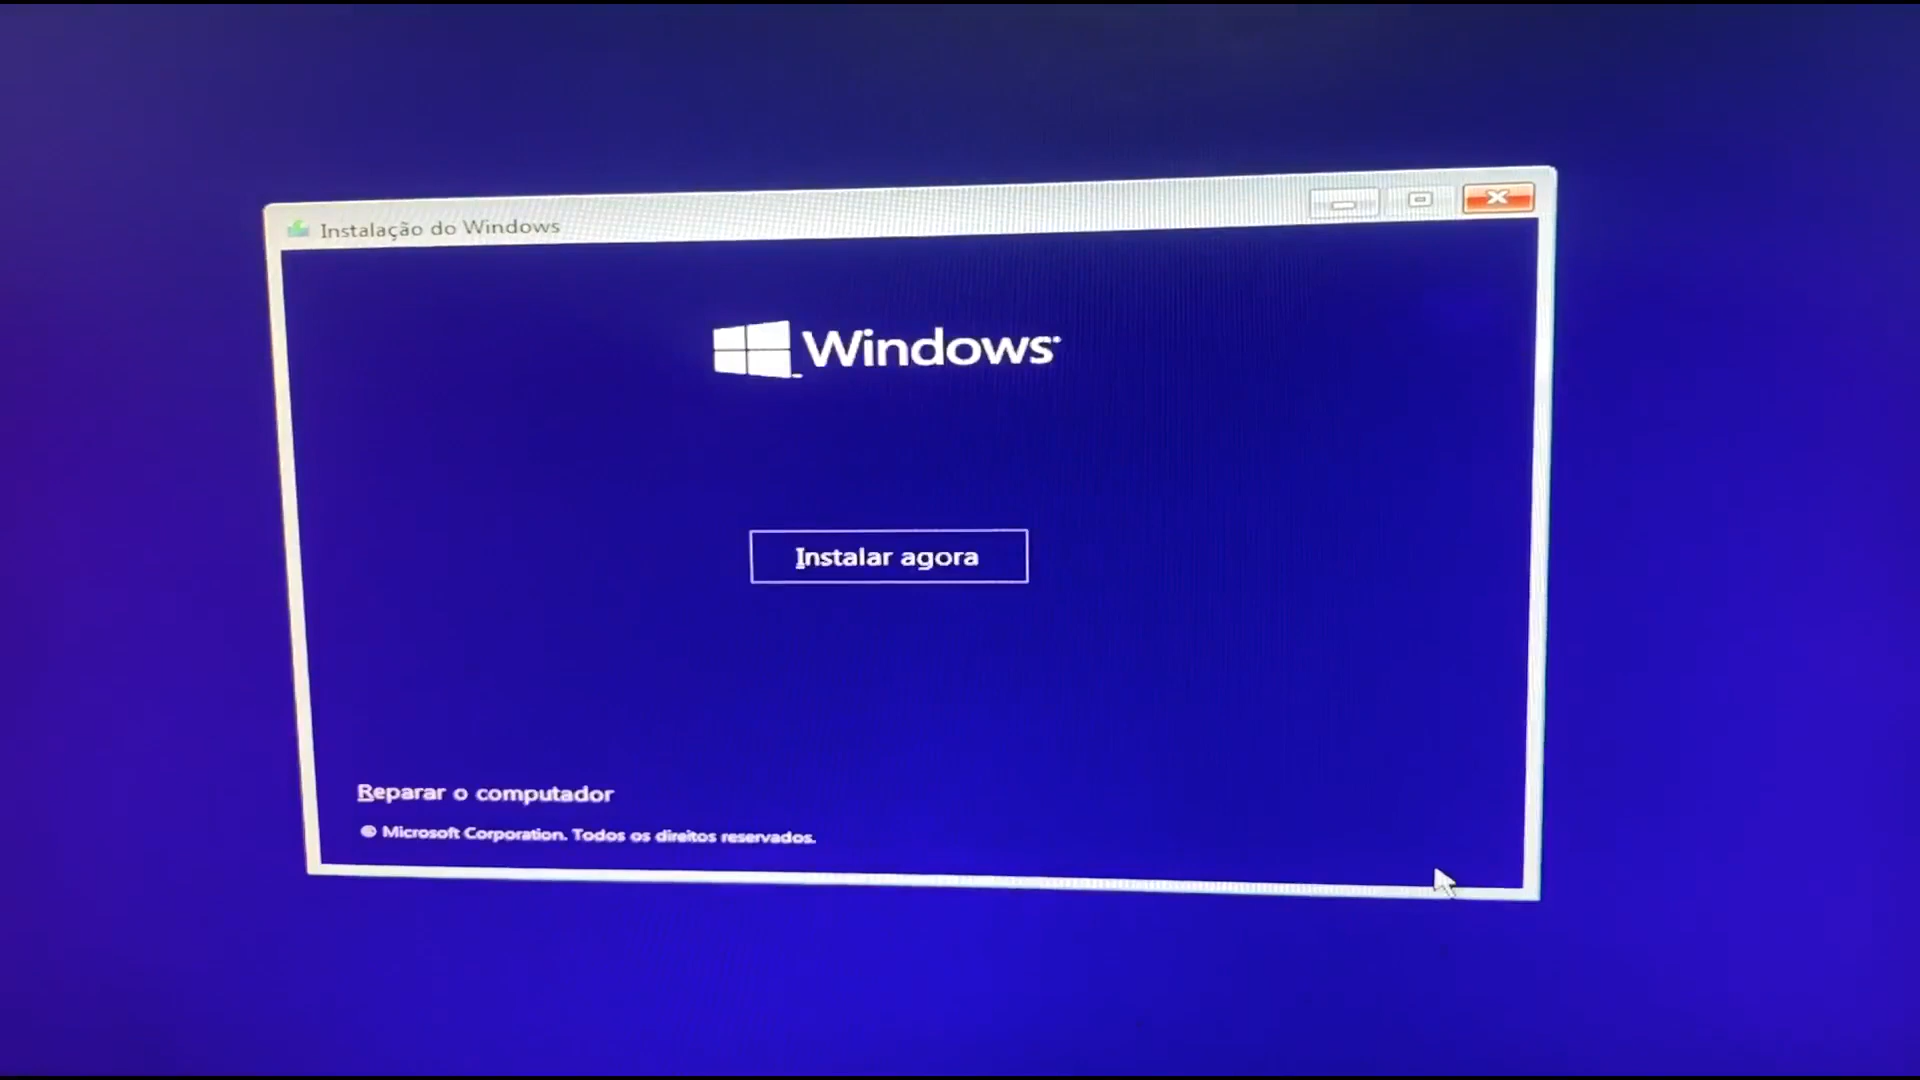 Instalação do Windows
Windows
Instalar agora
Reparar o computador
© Microsoft Corporation. Todos os direitos reservados.